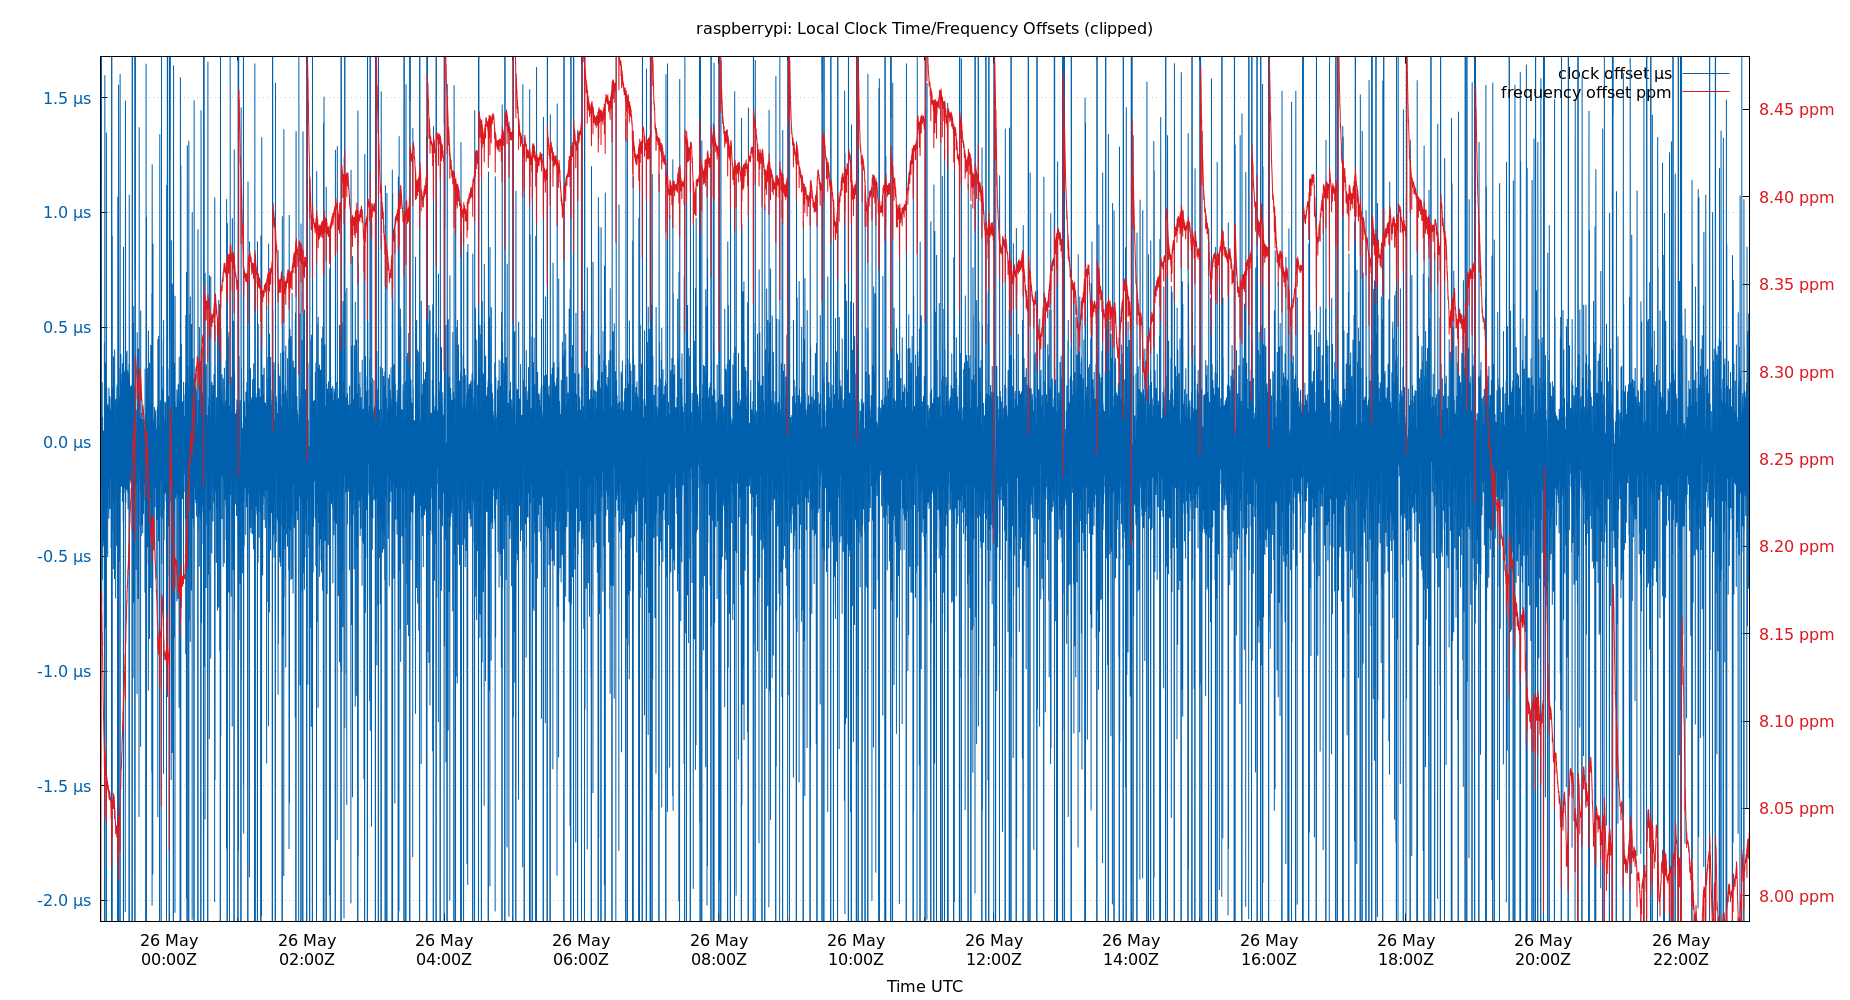 raspberrypi: Local Clock Time/Frequency Offsets (clipped)
clock offset µs
frequency offset ppm
1.5 µs
1.0 µs
0.5 µs
0.0 µs
-0.5 µs
-1.0 µs
-1.5 µs
-2.0 µs
8.45 ppm
8.40 ppm
8.35 ppm
8.30 ppm
8.25 ppm
8.20 ppm
8.15 ppm
8.10 ppm
8.05 ppm
8.00 ppm
26 May 26 May 26 May 26 May 26 May 26 May 26 May 26 May 26 May 26 May 26 May 26 May
00:00Z 02:00Z 04:00Z 06:00Z 08:00Z 10:00Z 12:00Z 14:00Z 16:00Z 18:00Z 20:00Z 22:00Z
Time UTC